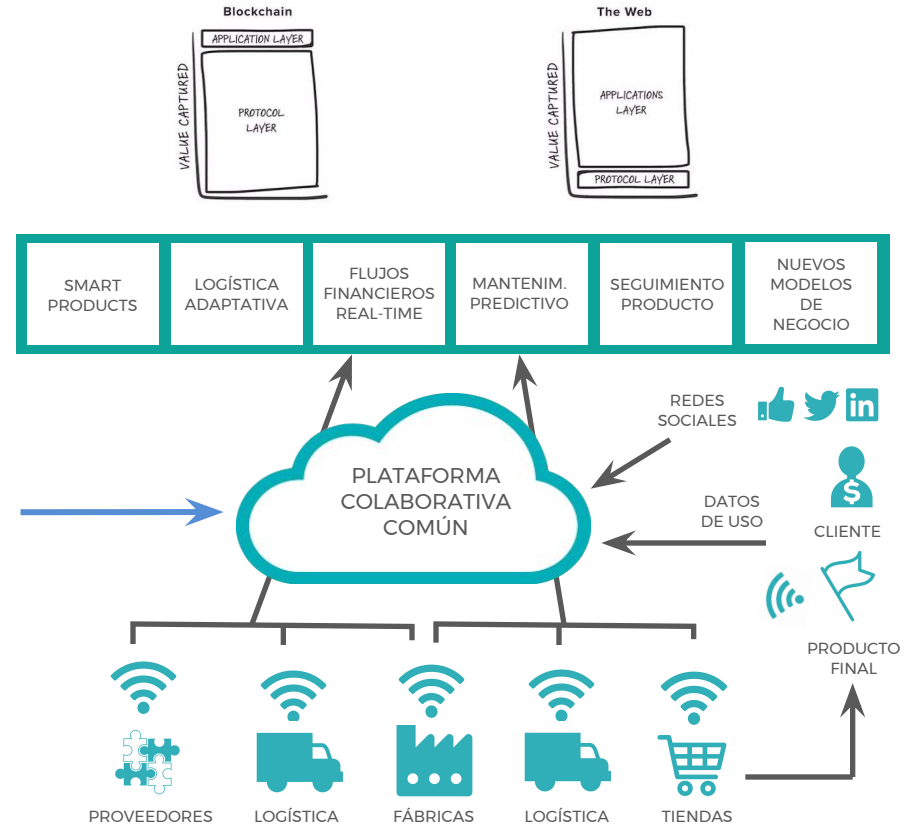 Blockchain
APPLICATION LAYER
PROTOCOL
LAYER
VALUE CAPTURED
The Web
APPLICATIONS
LAYER
PROTOCOL LAYER
VALUE CAPTURED
SMART
PRODUCTS
LOGÍSTICA
ADAPTATIVA
FLUJOS
FINANCIEROS
REAL-TIME
MANTENIM.
PREDICTIVO
SEGUIMIENTO
PRODUCTO
NUEVOS
MODELOS
DE
NEGOCIO
REDES
SOCIALES
in
PLATAFORMA
COLABORATIVA
COMÚN
DATOS
DE USO
$
CLIENTE
PRODUCTO
FINAL
PROVEEDORES
LOGÍSTICA
FÁBRICAS
LOGÍSTICA
TIENDAS